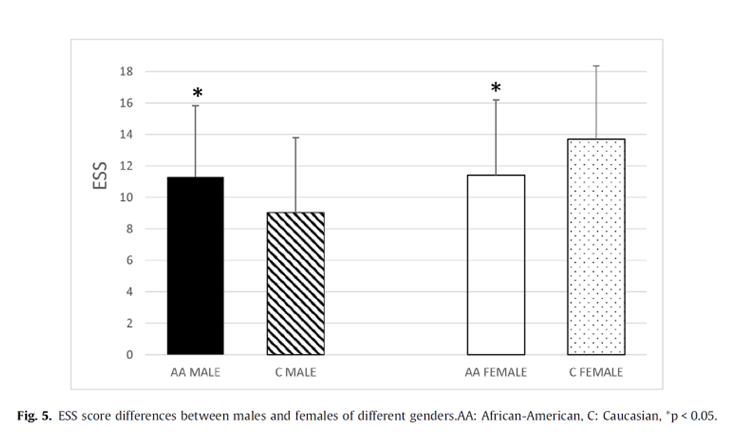 18
*
*
16
14
12
ESS
10
8
6
4
2
0
AA MALE
C MALE
AA FEMALE
C FEMALE
Fig. 5. ESS score differences between males and females of different genders.AA: African-American, C: Caucasian, *p < 0.05.